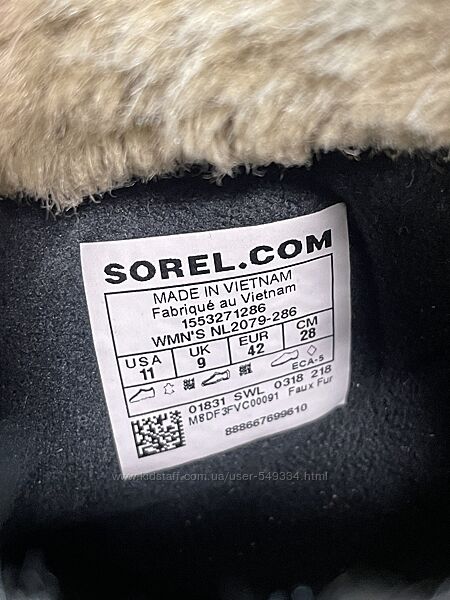 SOREL.COM
MADE IN VIETNAM
Fabriqué au Vietnam
1553271286
WMN'S NL2079-286
USA UK EUR CM
11 9 42 28
ECA-5
01831 SWL 0318 218
M8DF3FVC00091 Faux Fur
888667699610
www.kidstaff.com.ua/user-549334.html